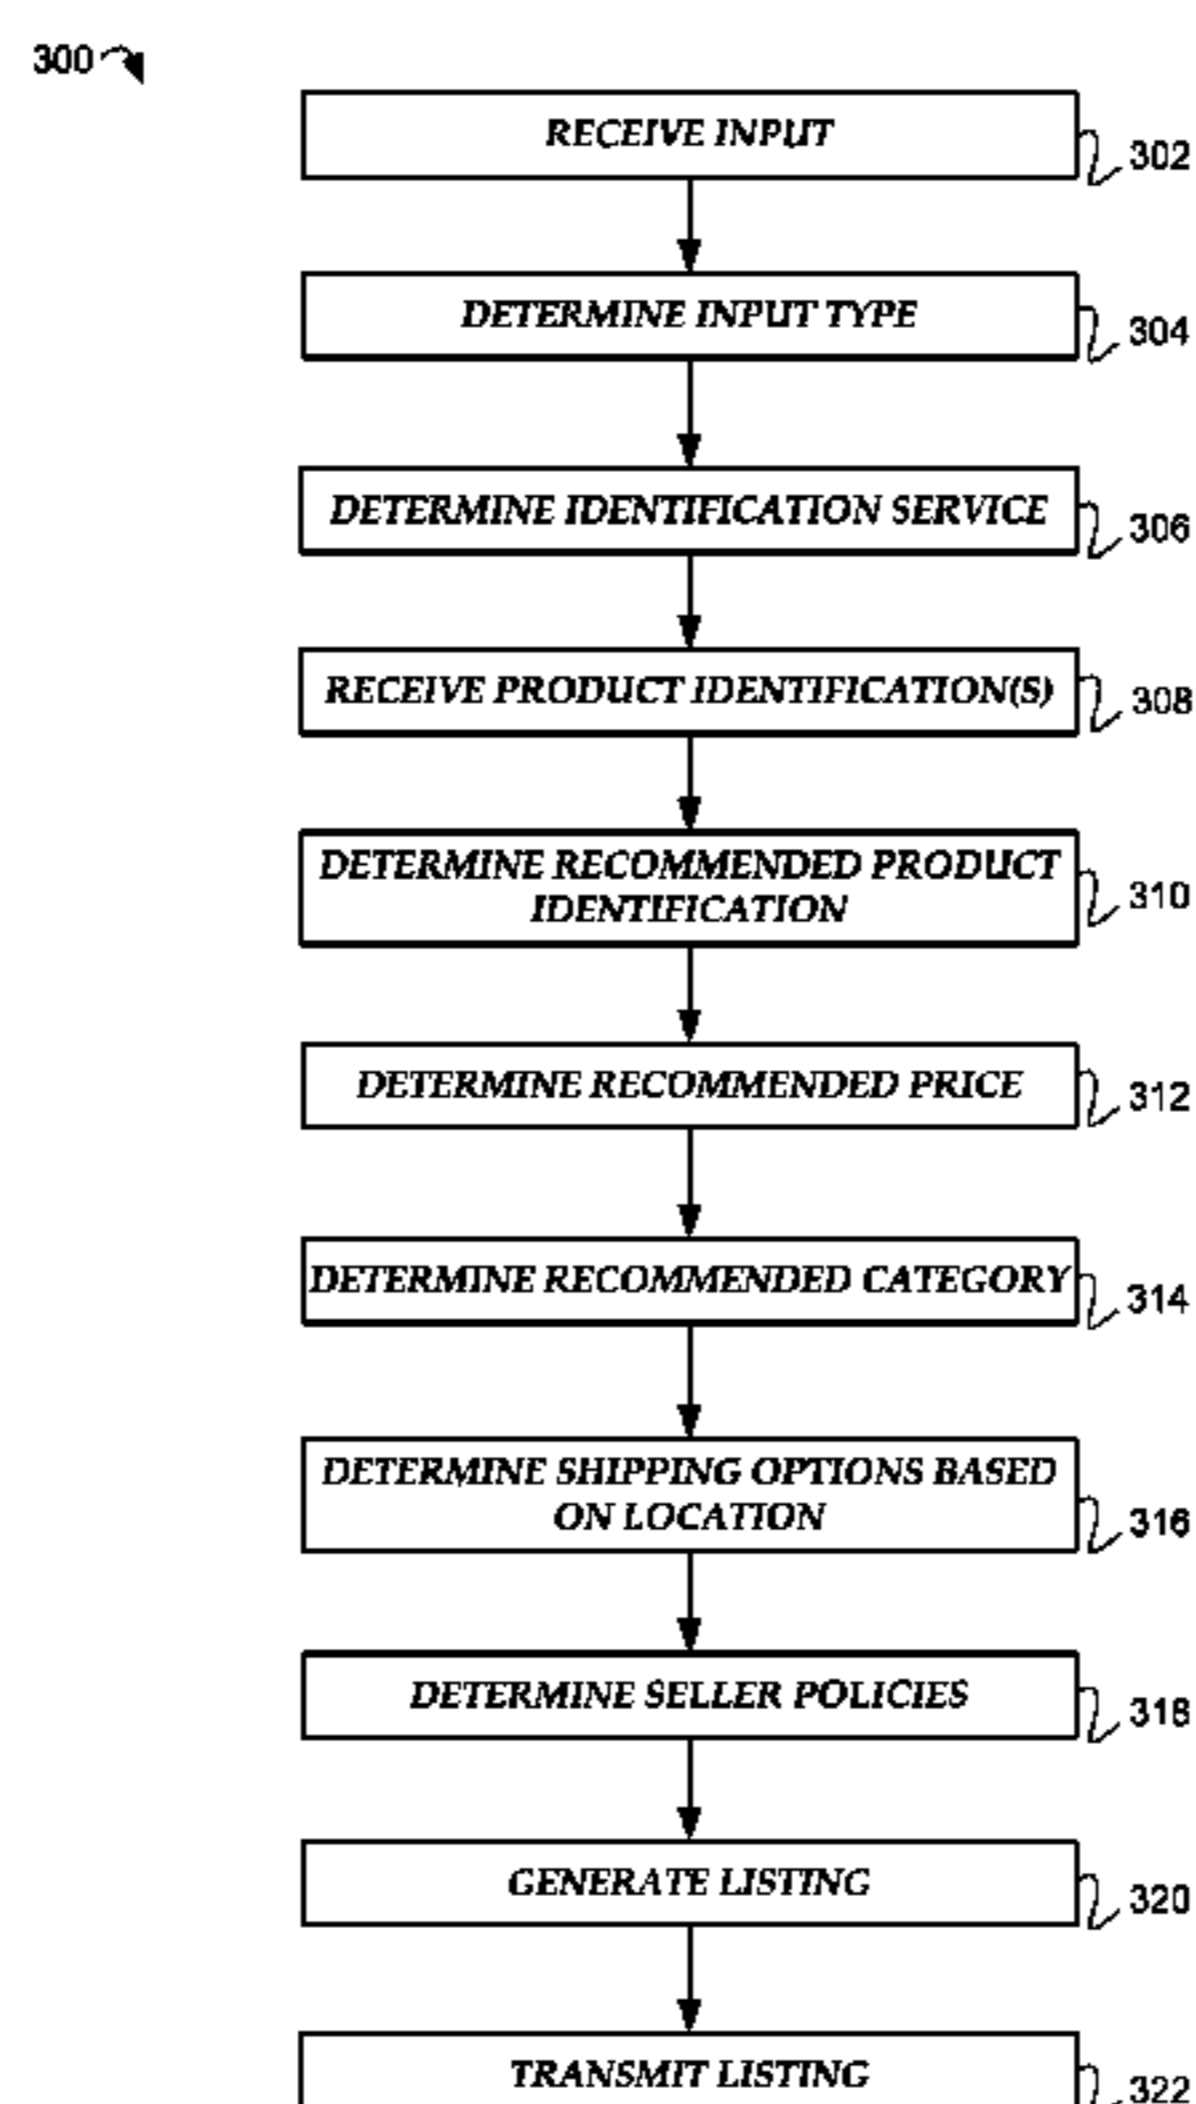 300
RECEIVE INPUT
302
DETERMINE INPUT TYPE
304
DETERMINE IDENTIFICATION SERVICE
306
RECEIVE PRODUCT IDENTIFICATION(S)
308
DETERMINE RECOMMENDED PRODUCT
IDENTIFICATION
310
DETERMINE RECOMMENDED PRICE
312
DETERMINE RECOMMENDED CATEGORY
314
DETERMINE SHIPPING OPTIONS BASED
ON LOCATION
316
DETERMINE SELLER POLICIES
318
GENERATE LISTING
320
TRANSMIT LISTING
322